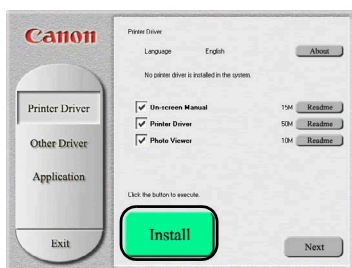 Canon
Printer Driver
Other Driver
Application
Exit
Printer Driver
Language English About
No printer driver is installed in the system.
On-screen Manual 15M Readme
Printer Driver 50M Readme
Photo Viewer 10M Readme
Click the button to execute.
Install
Next